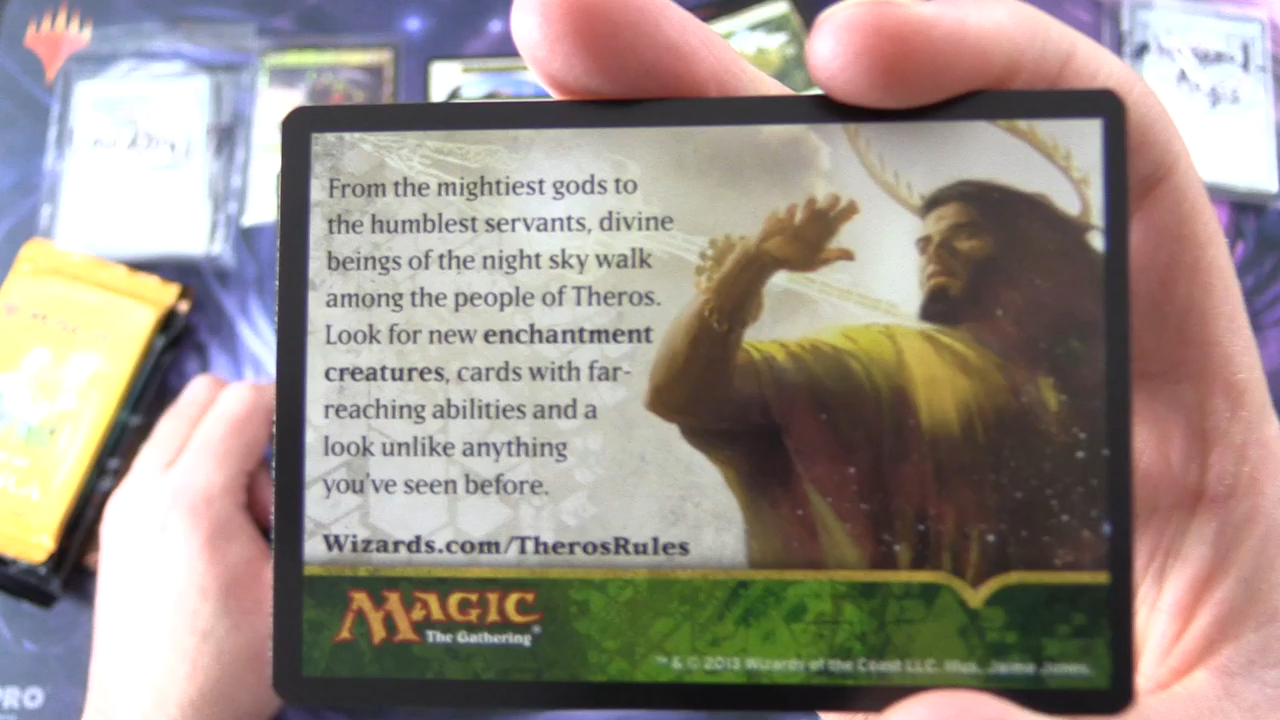 From the mightiest gods to
the humblest servants, divine
beings of the night sky walk
among the people of Theros.
Look for new enchantment
creatures, cards with far-
reaching abilities and a
look unlike anything
you've seen before.
Wizards.com/TherosRules
MAGIC
The Gathering®
™ & © 2013 Wizards of the Coast LLC. Illus. Jaime Jones.
PRO